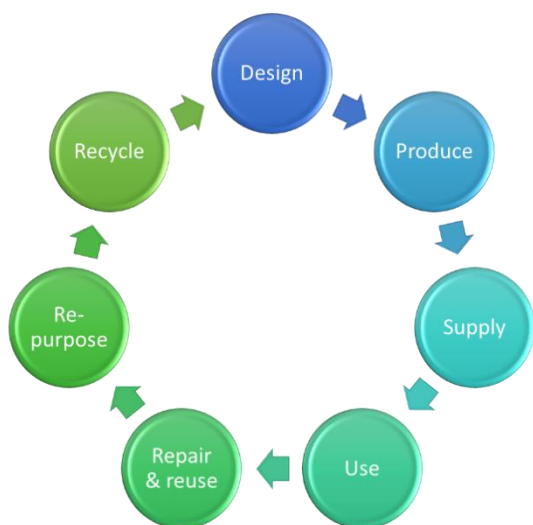 Design
Produce
Supply
Use
Repair
& reuse
Re-
purpose
Recycle